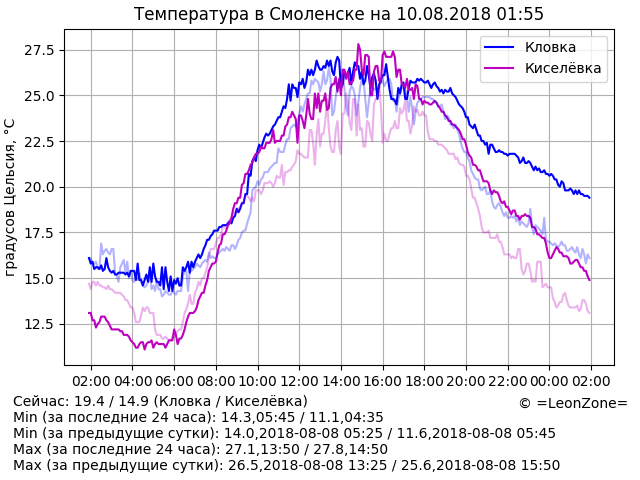 Температура в Смоленске на 10.08.2018 01:55
Кловка
Киселёвка
градусов Цельсия, °C
27.5
25.0
22.5
20.0
17.5
15.0
12.5
02:00 04:00 06:00 08:00 10:00 12:00 14:00 16:00 18:00 20:00 22:00 00:00 02:00
Сейчас: 19.4 / 14.9 (Кловка / Киселёвка)
© =LeonZone=
Min (за последние 24 часа): 14.3,05:45 / 11.1,04:35
Min (за предыдущие сутки): 14.0,2018-08-08 05:25 / 11.6,2018-08-08 05:45
Max (за последние 24 часа): 27.1,13:50 / 27.8,14:50
Max (за предыдущие сутки): 26.5,2018-08-08 13:25 / 25.6,2018-08-08 15:50